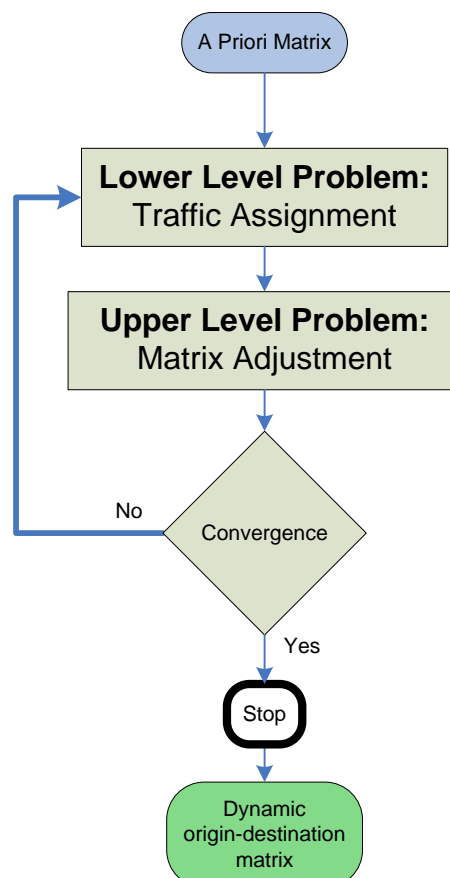 A Priori Matrix
Lower Level Problem:
Traffic Assignment
Upper Level Problem:
Matrix Adjustment
No
Convergence
Yes
Stop
Dynamic
origin-destination
matrix